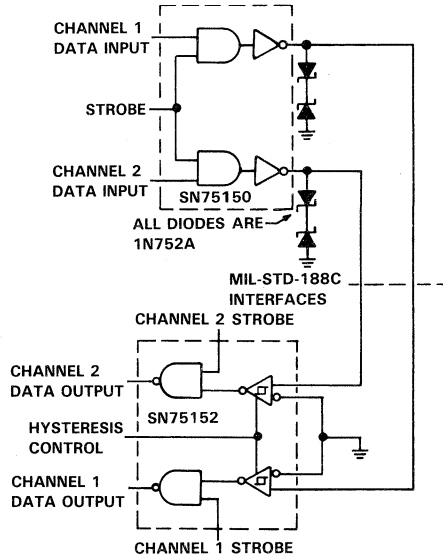 CHANNEL 1
DATA INPUT
STROBE
CHANNEL 2
DATA INPUT
SN75150
ALL DIODES ARE
1N752A
MIL-STD-188C
INTERFACES
CHANNEL 2 STROBE
CHANNEL 2
DATA OUTPUT
SN75152
HYSTERESIS
CONTROL
CHANNEL 1
DATA OUTPUT
CHANNEL 1 STROBE